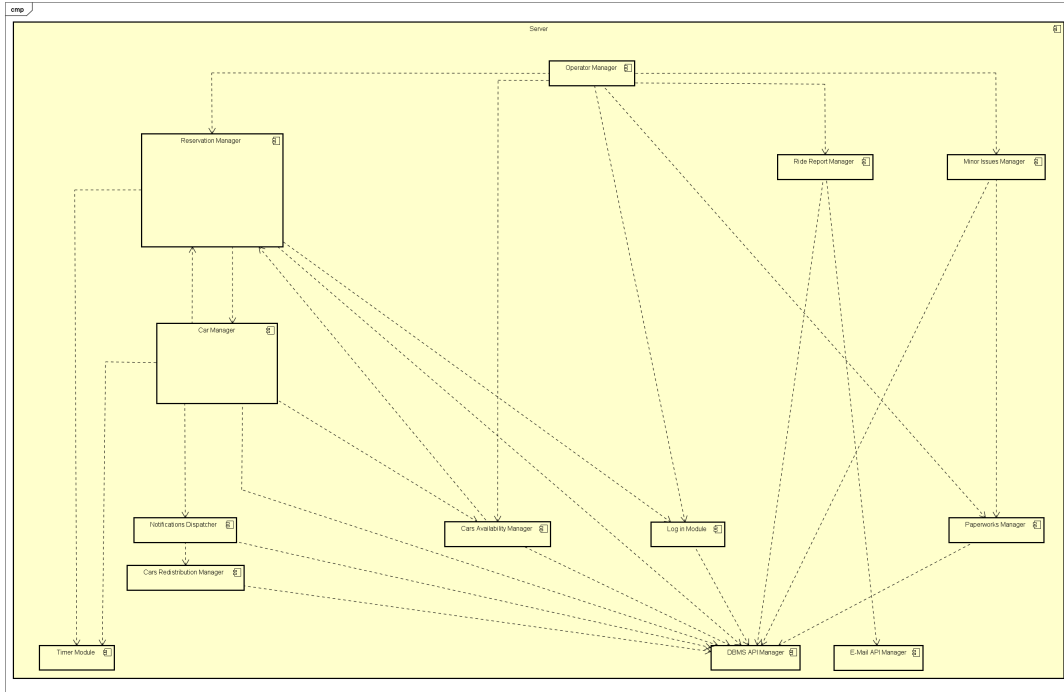 cmp
Server
Operator Manager
Reservation Manager
Ride Report Manager
Minor Issues Manager
Car Manager
Notifications Dispatcher
Cars Availability Manager
Log in Module
Paperworks Manager
Cars Redistribution Manager
Timer Module
DBMS API Manager
E-Mail API Manager